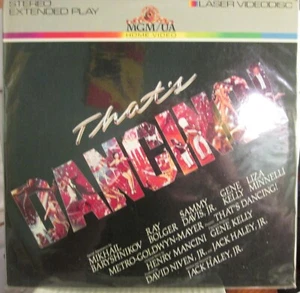 STEREO
EXTENDED PLAY
MGM/UA
HOME VIDEO
LASER VIDEODISC
That's
DANCING!
MIKHAIL BARYSHNIKOV RAY BOLGER SAMMY DAVIS, JR. GENE KELLY LIZA MINNELLI
METRO-GOLDWYN-MAYER THAT'S DANCING!
HENRY MANCINI GENE KELLY
DAVID NIVEN, JR. JACK HALEY, JR.
JACK HALEY, JR.